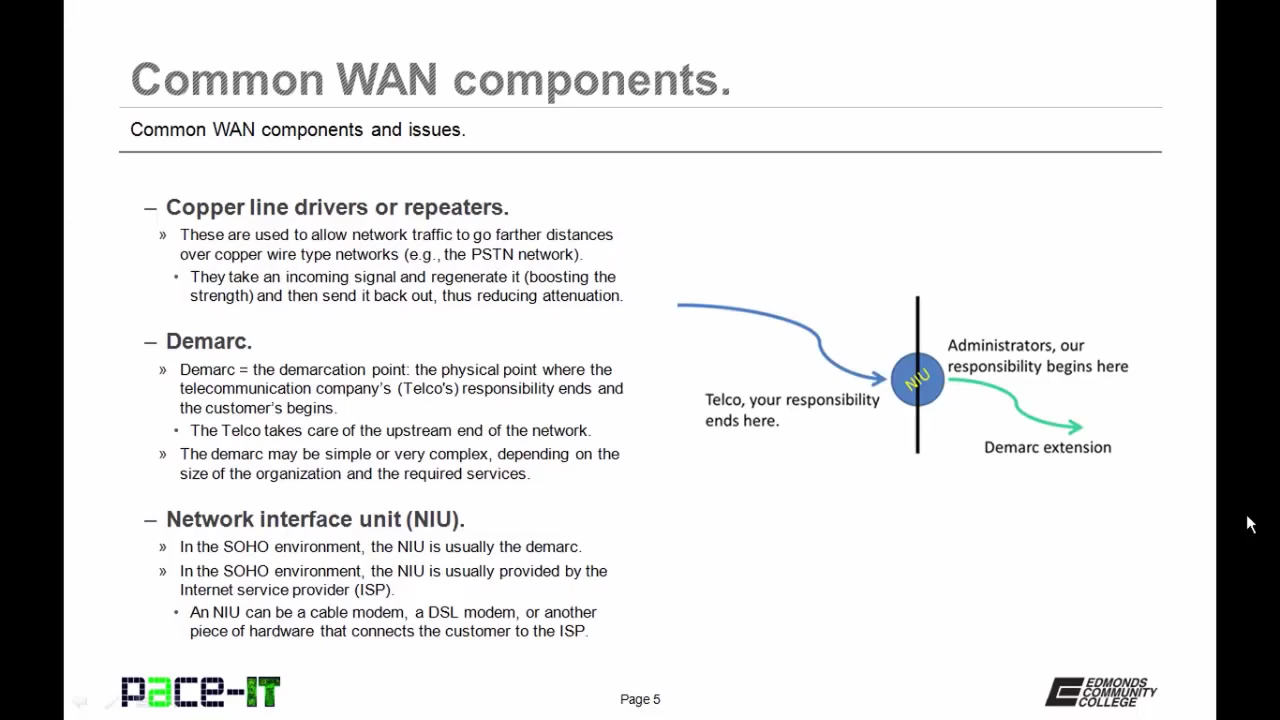 Common WAN components.
Common WAN components and issues.
– Copper line drivers or repeaters.
» These are used to allow network traffic to go farther distances
over copper wire type networks (e.g., the PSTN network).
• They take an incoming signal and regenerate it (boosting the
strength) and then send it back out, thus reducing attenuation.
– Demarc.
» Demarc = the demarcation point: the physical point where the
telecommunication company's (Telco's) responsibility ends and
the customer's begins.
• The Telco takes care of the upstream end of the network.
» The demarc may be simple or very complex, depending on the
size of the organization and the required services.
– Network interface unit (NIU).
» In the SOHO environment, the NIU is usually the demarc.
» In the SOHO environment, the NIU is usually provided by the
Internet service provider (ISP).
• An NIU can be a cable modem, a DSL modem, or another
piece of hardware that connects the customer to the ISP.
Telco, your responsibility
ends here.
NIU
Administrators, our
responsibility begins here
Demarc extension
pace-IT
Page 5
EDMONDS
COMMUNITY
COLLEGE